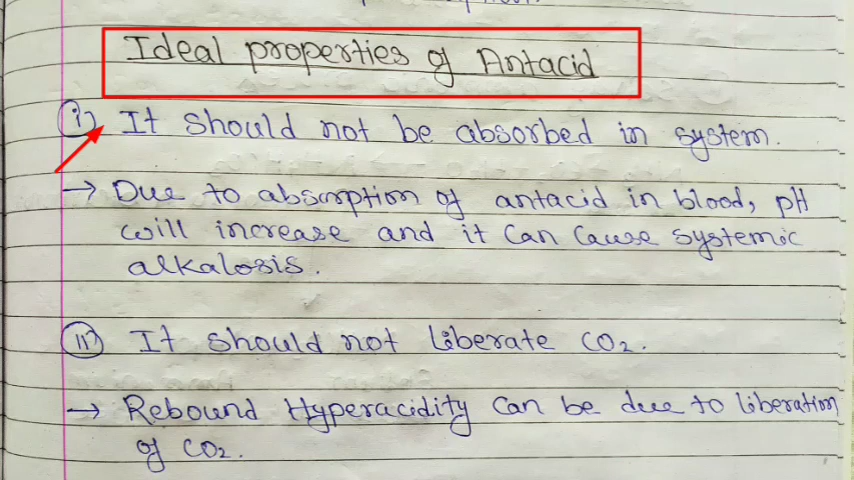 Ideal properties of Antacid
i) It should not be absorbed in system.
→ Due to absorption of antacid in blood, pH
will increase and it can cause systemic
alkalosis.
ii) It should not liberate CO2.
→ Rebound Hyperacidity can be due to liberation
of CO2.